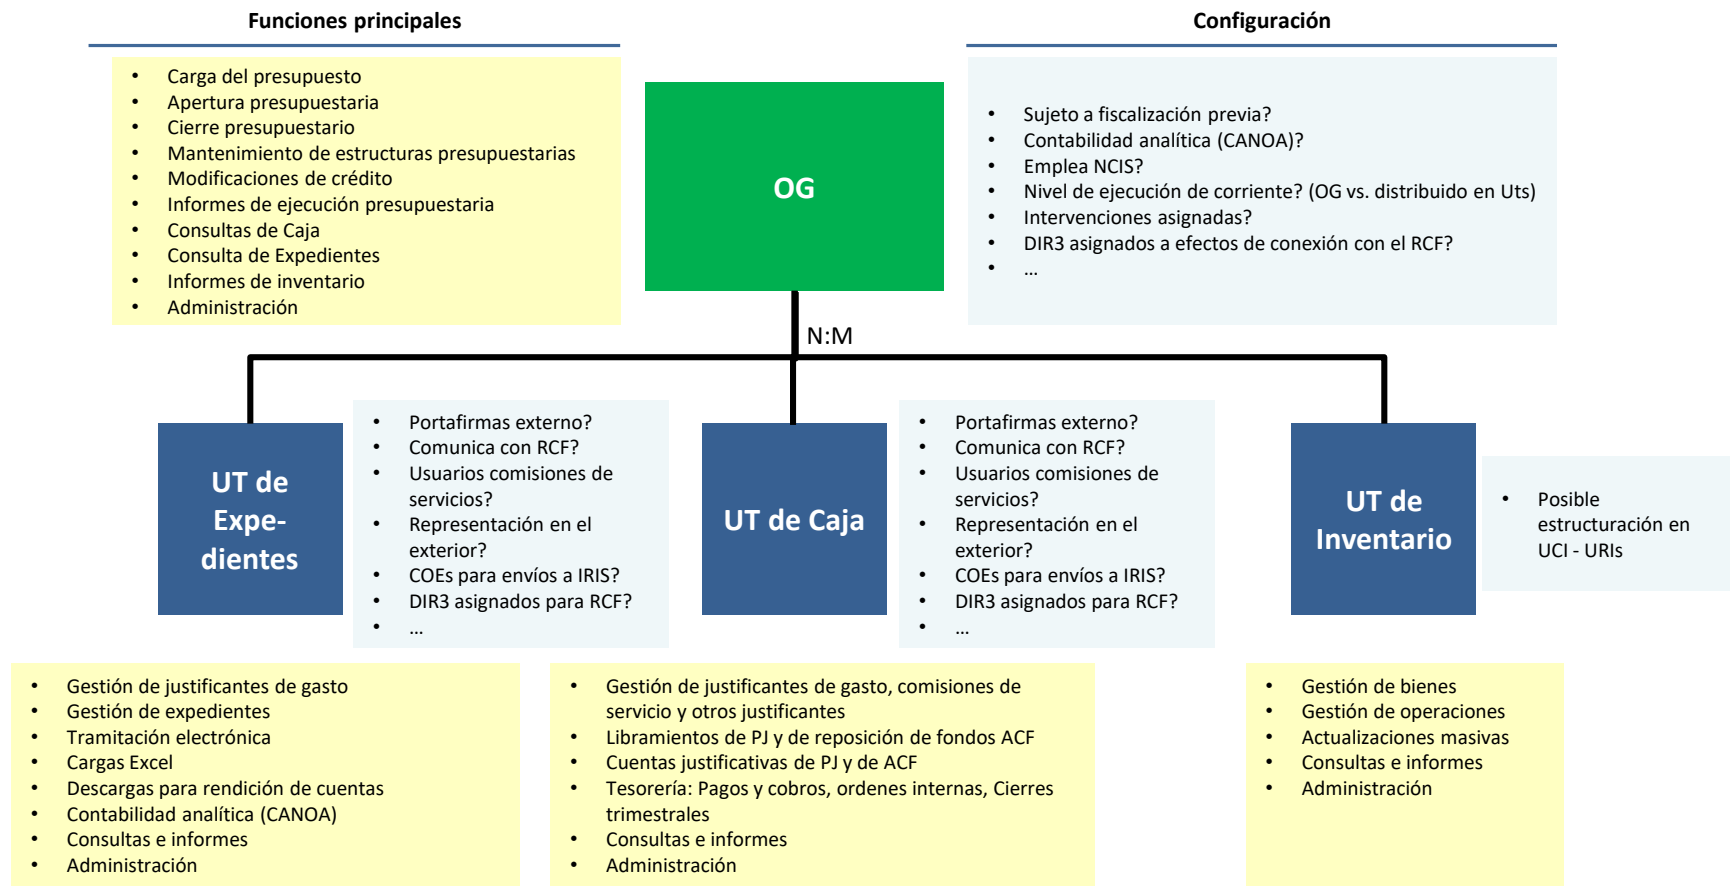 Funciones principales
Configuración
• Carga del presupuesto
• Apertura presupuestaria
• Cierre presupuestario
• Mantenimiento de estructuras presupuestarias
• Modificaciones de crédito
• Informes de ejecución presupuestaria
• Consultas de Caja
• Consulta de Expedientes
• Informes de inventario
• Administración
OG
• Sujeto a fiscalización previa?
• Contabilidad analítica (CANOA)?
• Emplea NCIS?
• Nivel de ejecución de corriente? (OG vs. distribuido en Uts)
• Intervenciones asignadas?
• DIR3 asignados a efectos de conexión con el RCF?
• ...
N:M
UT de
Expe-
dientes
• Portafirmas externo?
• Comunica con RCF?
• Usuarios comisiones de
servicios?
• Representación en el
exterior?
• COEs para envíos a IRIS?
• DIR3 asignados para RCF?
• ...
UT de Caja
• Portafirmas externo?
• Comunica con RCF?
• Usuarios comisiones de
servicios?
• Representación en el
exterior?
• COEs para envíos a IRIS?
• DIR3 asignados para RCF?
• ...
UT de
Inventario
• Posible
estructuración en
UCI - URIs
• Gestión de justificantes de gasto
• Gestión de expedientes
• Tramitación electrónica
• Cargas Excel
• Descargas para rendición de cuentas
• Contabilidad analítica (CANOA)
• Consultas e informes
• Administración
• Gestión de justificantes de gasto, comisiones de
servicio y otros justificantes
• Libramientos de PJ y de reposición de fondos ACF
• Cuentas justificativas de PJ y de ACF
• Tesorería: Pagos y cobros, ordenes internas, Cierres
trimestrales
• Consultas e informes
• Administración
• Gestión de bienes
• Gestión de operaciones
• Actualizaciones masivas
• Consultas e informes
• Administración